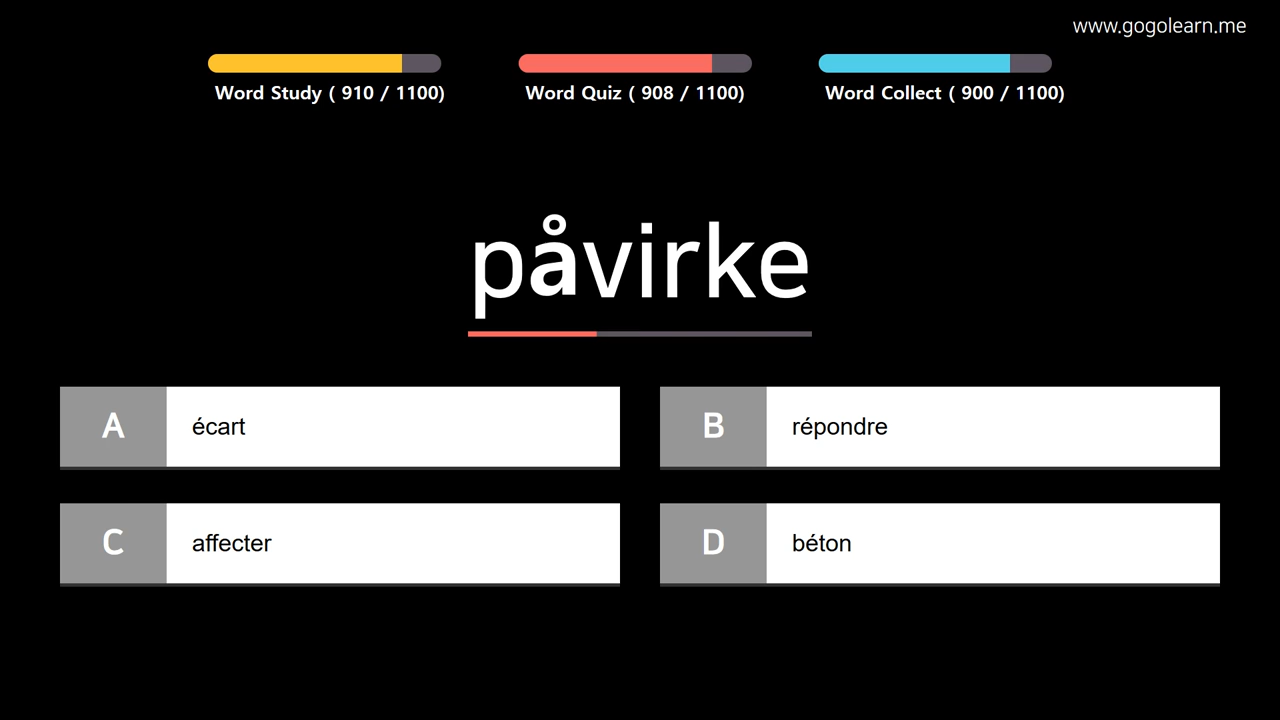 www.gogolearn.me
Word Study ( 910 / 1100)
Word Quiz ( 908 / 1100)
Word Collect ( 900 / 1100)
påvirke
A
écart
B
répondre
C
affecter
D
béton